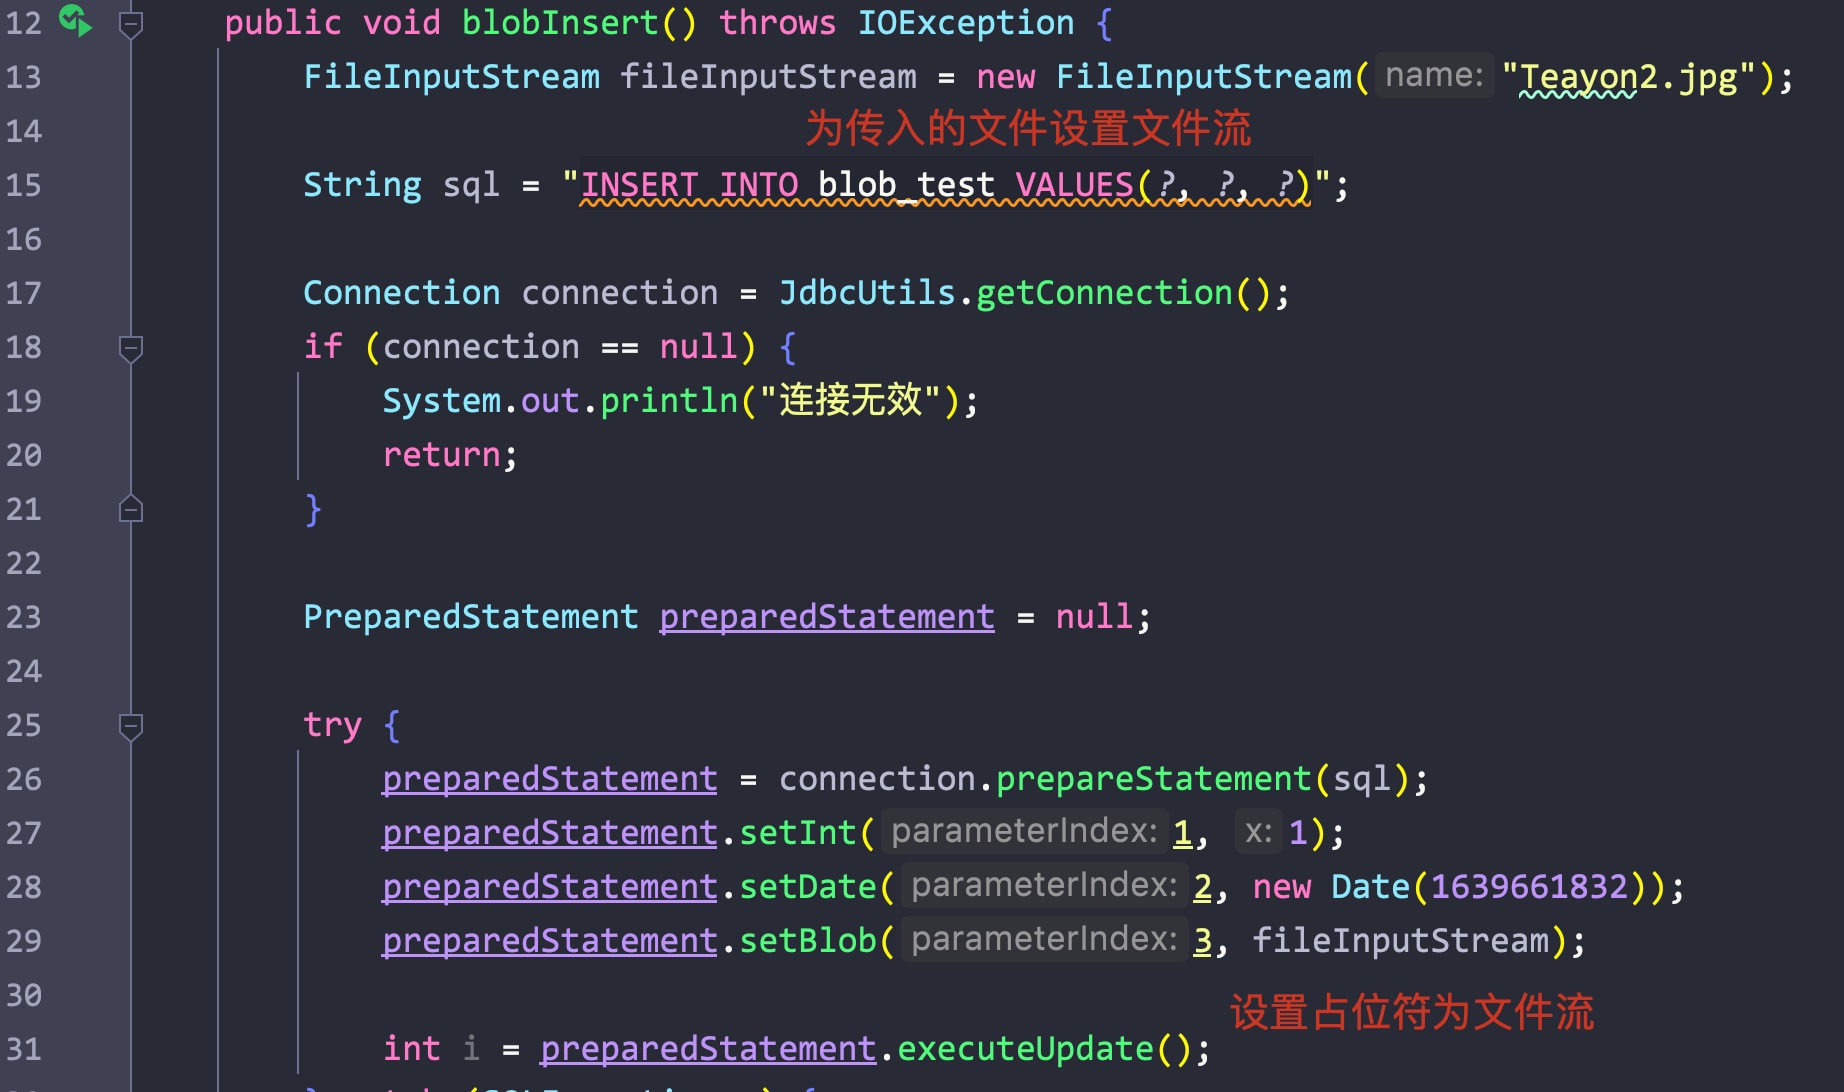 12 public void blobInsert() throws IOException {
13 FileInputStream fileInputStream = new FileInputStream( name: "Teayon2.jpg");
14 为传入的文件设置文件流
15 String sql = "INSERT INTO blob_test VALUES(?, ?, ?)";
16
17 Connection connection = JdbcUtils.getConnection();
18 if (connection == null) {
19 System.out.println("连接无效");
20 return;
21 }
22
23 PreparedStatement preparedStatement = null;
24
25 try {
26 preparedStatement = connection.prepareStatement(sql);
27 preparedStatement.setInt( parameterIndex: 1, x: 1);
28 preparedStatement.setDate( parameterIndex: 2, new Date(1639661832));
29 preparedStatement.setBlob( parameterIndex: 3, fileInputStream);
30 设置占位符为文件流
31 int i = preparedStatement.executeUpdate();